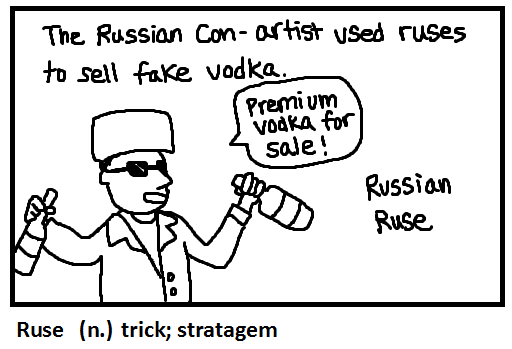 The Russian Con-artist used ruses
to sell fake vodka.
Premium
vodka for
sale!
Russian
Ruse
Ruse (n.) trick; stratagem